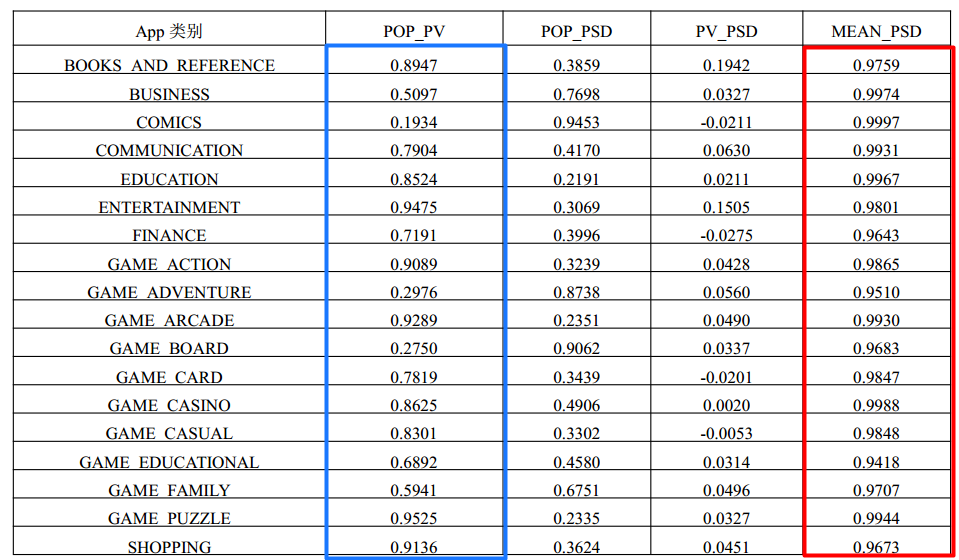 App 类别 POP_PV POP_PSD PV_PSD MEAN_PSD
BOOKS_AND_REFERENCE 0.8947 0.3859 0.1942 0.9759
BUSINESS 0.5097 0.7698 0.0327 0.9974
COMICS 0.1934 0.9453 -0.0211 0.9997
COMMUNICATION 0.7904 0.4170 0.0630 0.9931
EDUCATION 0.8524 0.2191 0.0211 0.9967
ENTERTAINMENT 0.9475 0.3069 0.1505 0.9801
FINANCE 0.7191 0.3996 -0.0275 0.9643
GAME_ACTION 0.9089 0.3239 0.0428 0.9865
GAME_ADVENTURE 0.2976 0.8738 0.0560 0.9510
GAME_ARCADE 0.9289 0.2351 0.0490 0.9930
GAME_BOARD 0.2750 0.9062 0.0337 0.9683
GAME_CARD 0.7819 0.3439 -0.0201 0.9847
GAME_CASINO 0.8625 0.4906 0.0020 0.9988
GAME_CASUAL 0.8301 0.3302 -0.0053 0.9848
GAME_EDUCATIONAL 0.6892 0.4580 0.0314 0.9418
GAME_FAMILY 0.5941 0.6751 0.0496 0.9707
GAME_PUZZLE 0.9525 0.2335 0.0327 0.9944
SHOPPING 0.9136 0.3624 0.0451 0.9673